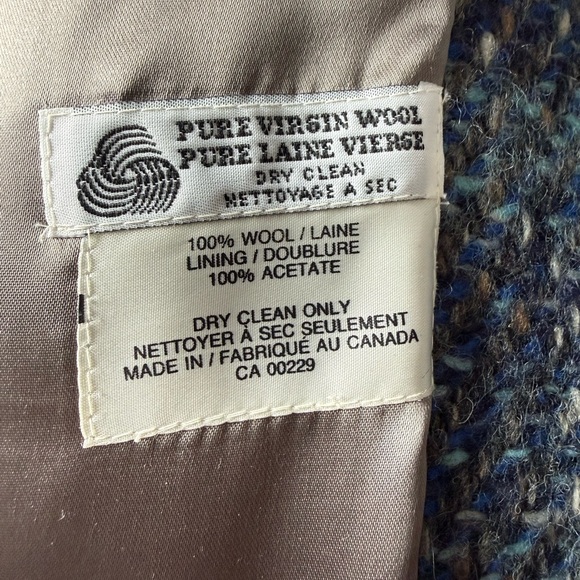 PURE VIRGIN WOOL
PURE LAINE VIERGE
DRY CLEAN
NETTOYAGE A SEC
100% WOOL / LAINE
LINING / DOUBLURE
100% ACETATE
DRY CLEAN ONLY
NETTOYER À SEC SEULEMENT
MADE IN / FABRIQUÉ AU CANADA
CA 00229